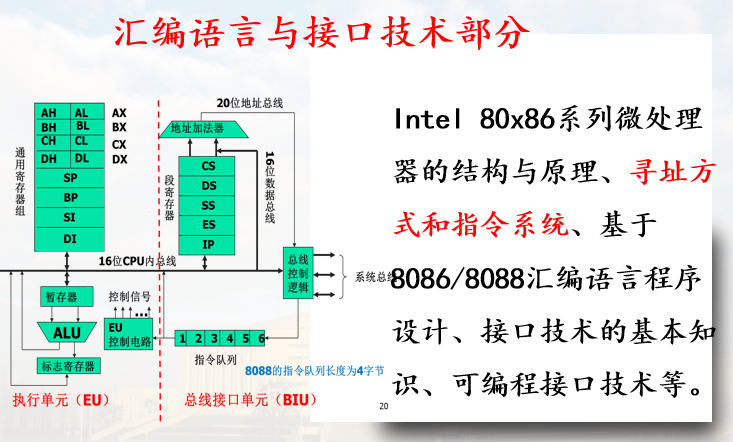 汇编语言与接口技术部分
20位地址总线
AH AL AX
BH BL BX
CH CL CX
DH DL DX
SP
BP
SI
DI
通用寄存器组
地址加法器
CS
DS
SS
ES
IP
段寄存器
16位数据总线
16位CPU内总线
总线控制逻辑
系统总线
暂存器
控制信号
...
ALU
EU
控制电路
标志寄存器
1 2 3 4 5 6
指令队列
8088的指令队列长度为4字节
执行单元（EU）
总线接口单元（BIU）
Intel 80x86系列微处理
器的结构与原理、寻址方
式和指令系统、基于
8086/8088汇编语言程序
设计、接口技术的基本知
识、可编程接口技术等。
20